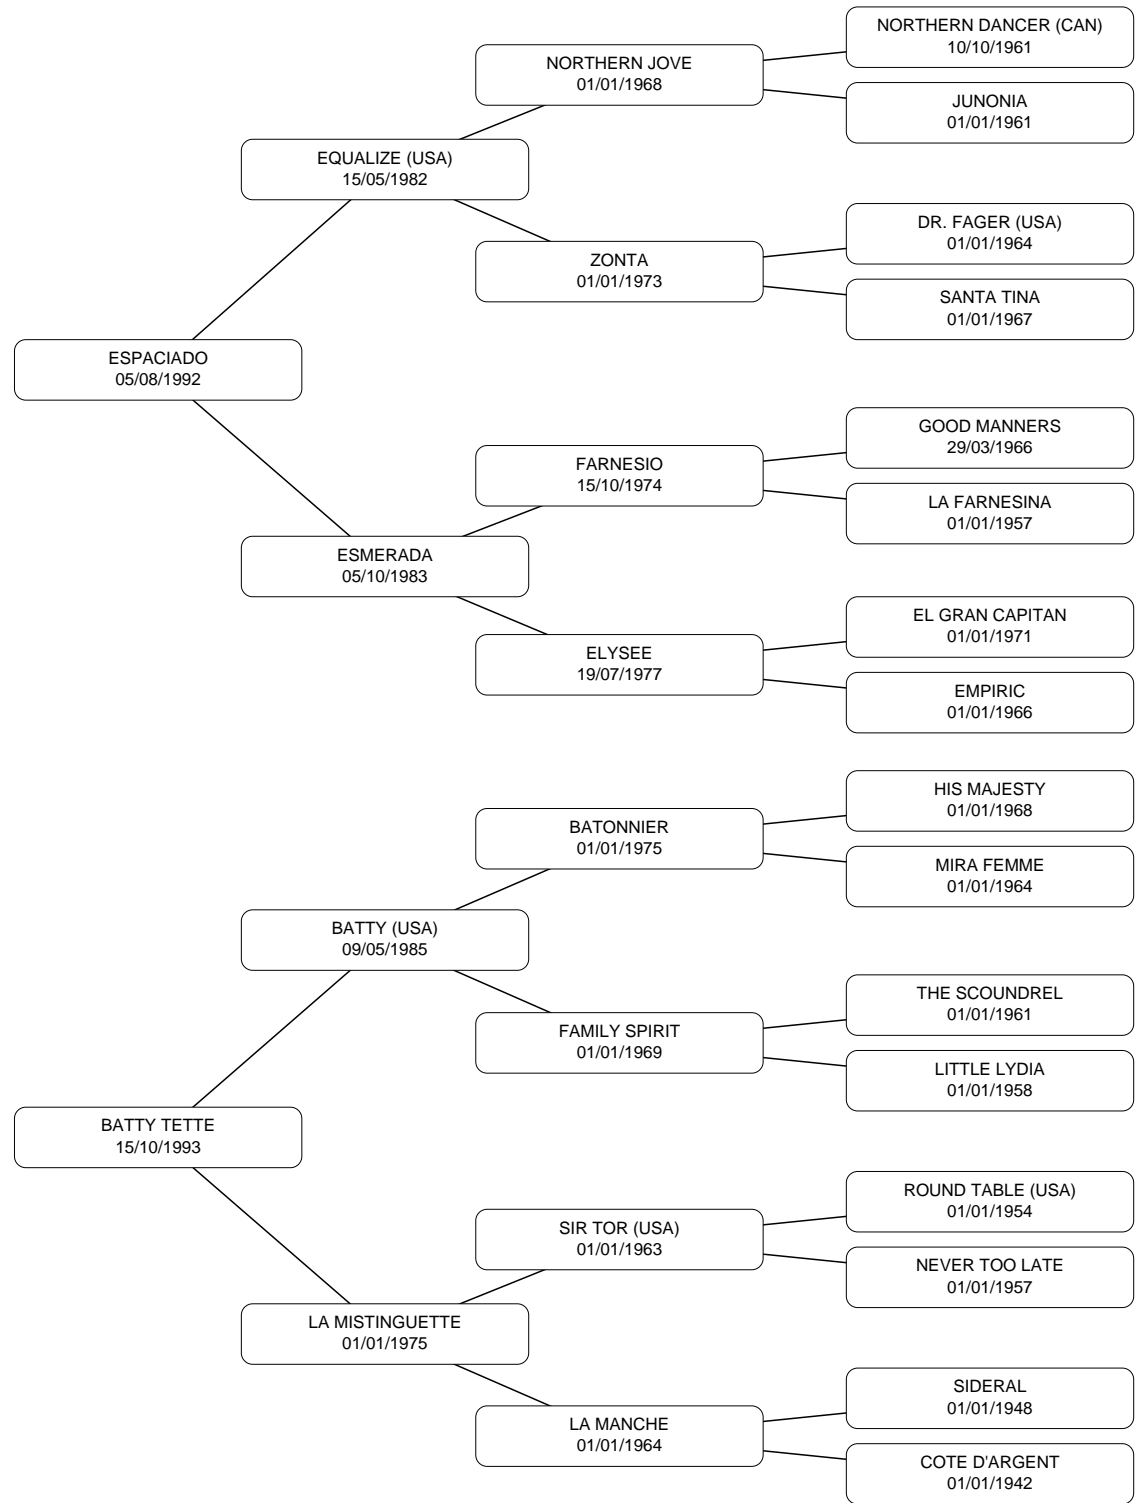 NORTHERN DANCER (CAN)
10/10/1961
NORTHERN JOVE
01/01/1968
JUNONIA
01/01/1961
EQUALIZE (USA)
15/05/1982
DR. FAGER (USA)
01/01/1964
ZONTA
01/01/1973
SANTA TINA
01/01/1967
ESPACIADO
05/08/1992
GOOD MANNERS
29/03/1966
FARNESIO
15/10/1974
LA FARNESINA
01/01/1957
ESMERADA
05/10/1983
EL GRAN CAPITAN
01/01/1971
ELYSEE
19/07/1977
EMPIRIC
01/01/1966
HIS MAJESTY
01/01/1968
BATONNIER
01/01/1975
MIRA FEMME
01/01/1964
BATTY (USA)
09/05/1985
THE SCOUNDREL
01/01/1961
FAMILY SPIRIT
01/01/1969
LITTLE LYDIA
01/01/1958
BATTY TETTE
15/10/1993
ROUND TABLE (USA)
01/01/1954
SIR TOR (USA)
01/01/1963
NEVER TOO LATE
01/01/1957
LA MISTINGUETTE
01/01/1975
SIDERAL
01/01/1948
LA MANCHE
01/01/1964
COTE D'ARGENT
01/01/1942